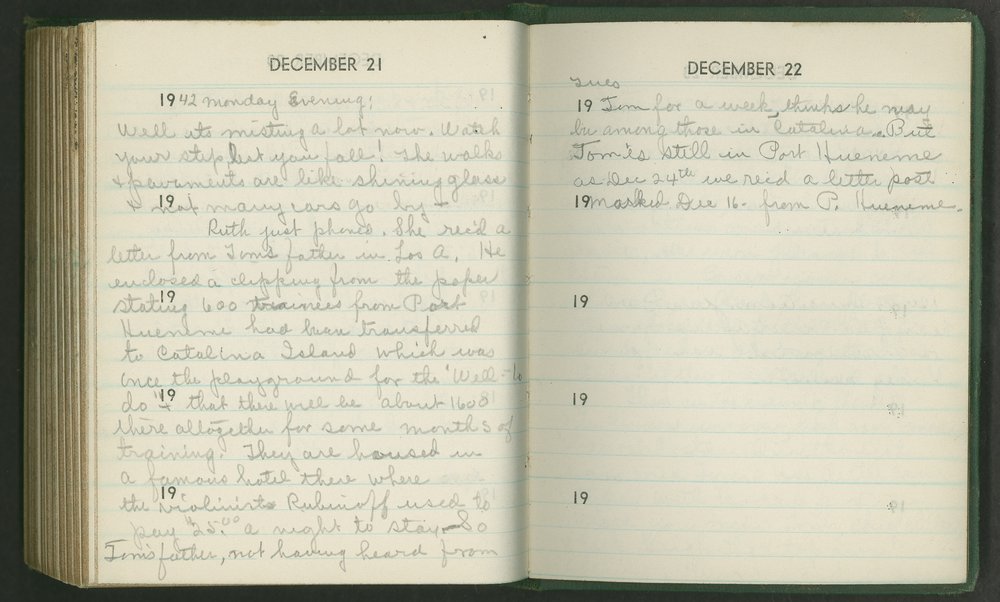 DECEMBER 21
1942 Monday Evening;
Well its misting a lot now. Watch
your step, lest you fall! The walks
& pavements are like shining glass
19
& not many cars go by —
Ruth just phoned. She rec'd a
letter from Tom's father in Los A. He
enclosed a clipping from the paper
19
stating 600 trainees from Port
Hueneme had been transferred
to Catalina Island which was
once the playground for the "Well-to
19
do" & that there will be about 1600
there altogether for some months of
training. They are housed in
a famous hotel there where
19
the violinist Rubinoff used to
pay $25.00 a night to stay — So
Tom's father, not having heard from
DECEMBER 22
Tues
19 Tom for a week, thinks he may
be among those in Catalina. But
Tom is still in Port Hueneme
as Dec 24th we rec'd a letter post
19 marked Dec 16 - from P. Hueneme.
19
19
19